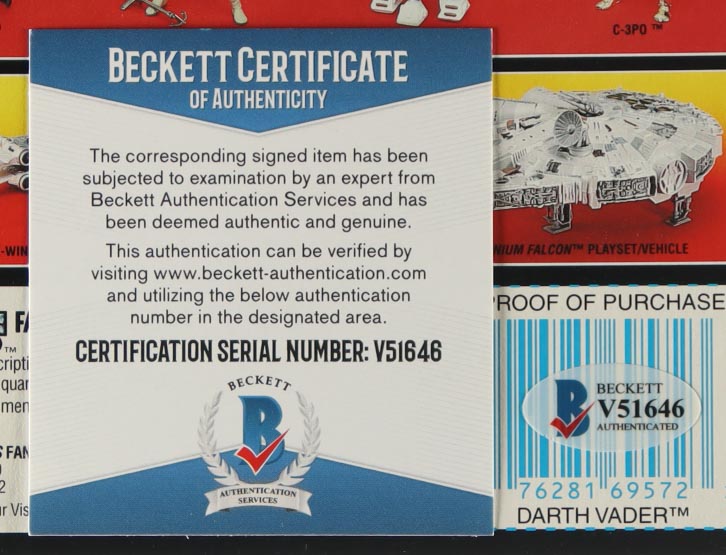 C-3PO ™
BECKETT CERTIFICATE
OF AUTHENTICITY
The corresponding signed item has been
subjected to examination by an expert from
Beckett Authentication Services and has
been deemed authentic and genuine.
This authentication can be verified by
visiting www.beckett-authentication.com
and utilizing the below authentication
number in the designated area.
CERTIFICATION SERIAL NUMBER: V51646
BECKETT
B
AUTHENTICATION
SERVICES
FALCON™ PLAYSET/VEHICLE
OF PURCHASE
B
BECKETT
V51646
AUTHENTICATED
76281 69572
DARTH VADER™